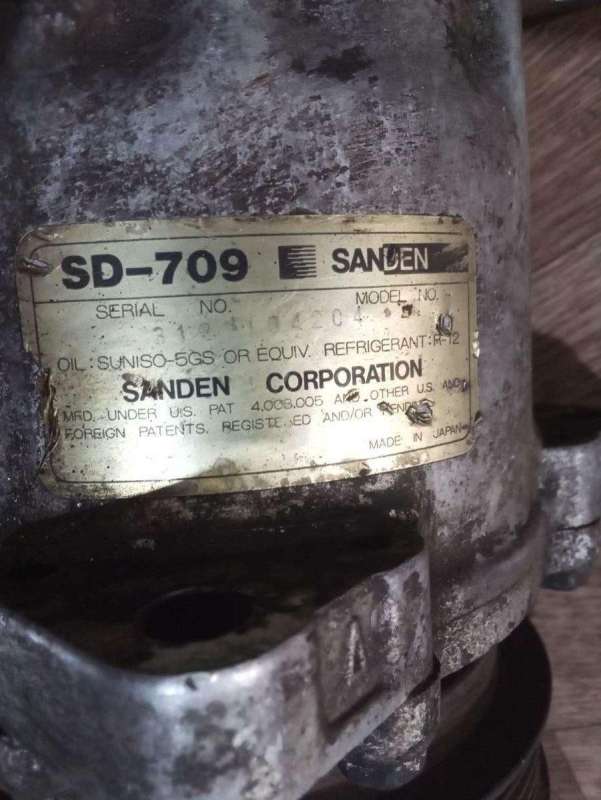 SD-709 SANDEN
SERIAL NO. MODEL NO.
OIL: SUNISO-5GS OR EQUIV. REFRIGERANT: R-12
SANDEN CORPORATION
MFD. UNDER U.S. PAT 4.008.005 AND OTHER U.S. AND
FOREIGN PATENTS. REGISTERED AND/OR PENDING
MADE IN JAPAN
A